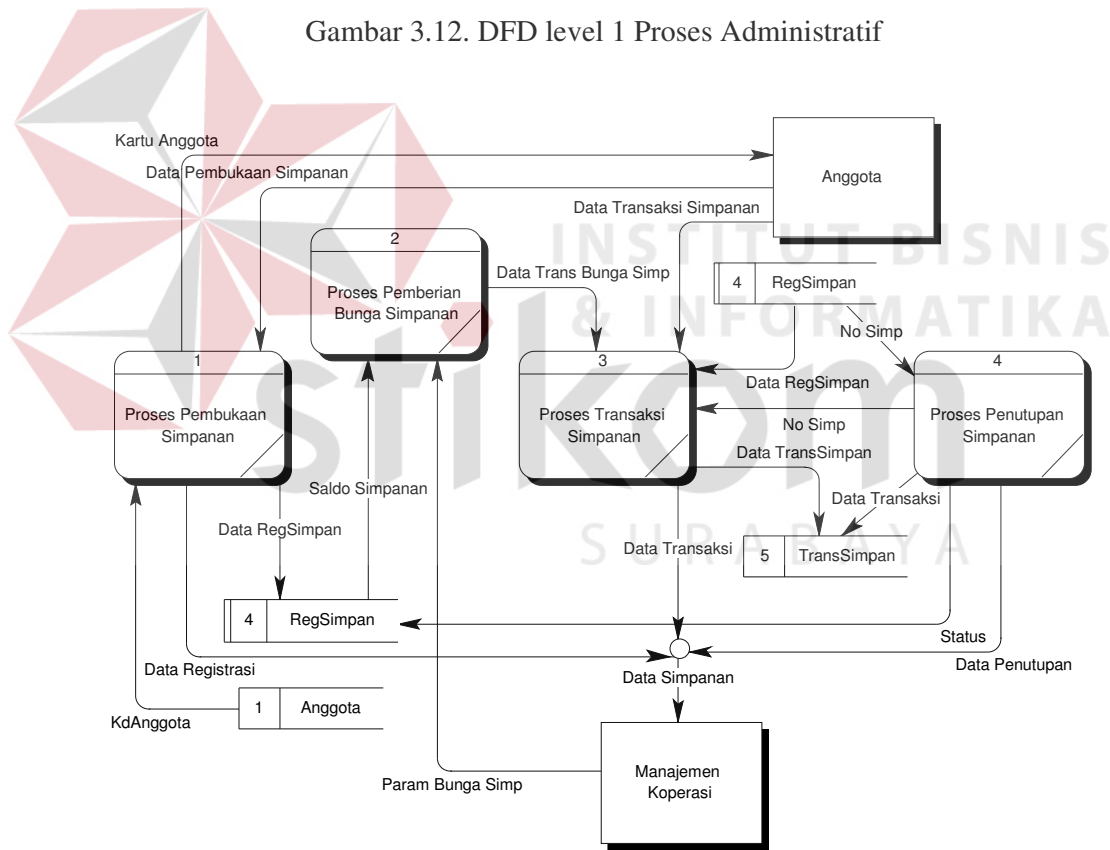 Gambar 3.12. DFD level 1 Proses Administratif
Kartu Anggota
Data Pembukaan Simpanan
Anggota
Data Transaksi Simpanan
INSTITUT BISNIS
& INFORMATIKA
stikom
SURABAYA
2
Proses Pemberian
Bunga Simpanan
Data Trans Bunga Simp
4
RegSimpan
No Simp
1
Proses Pembukaan
Simpanan
3
Proses Transaksi
Simpanan
Data RegSimpan
4
Proses Penutupan
Simpanan
No Simp
Data TransSimpan
Saldo Simpanan
Data Transaksi
Data RegSimpan
Data Transaksi
5
TransSimpan
4
RegSimpan
Status
Data Registrasi
Data Penutupan
Data Simpanan
1
Anggota
KdAnggota
Param Bunga Simp
Manajemen
Koperasi